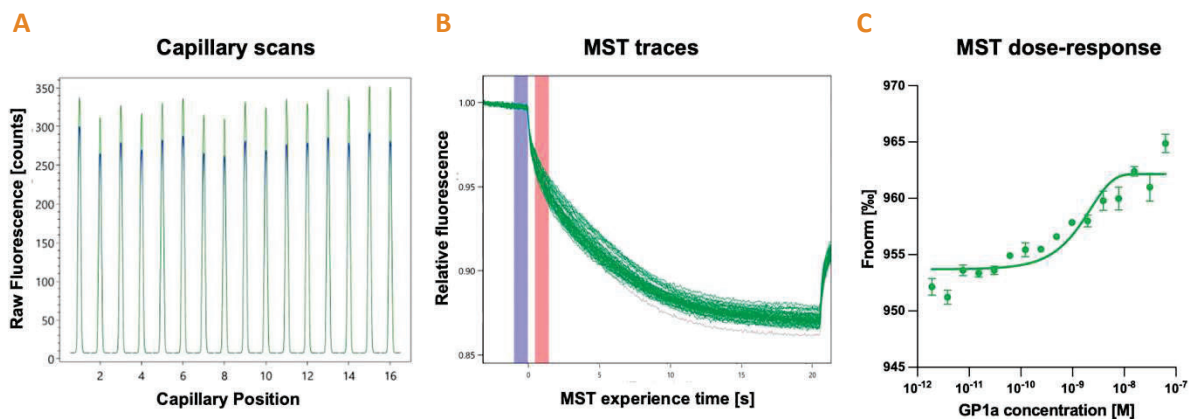 A
Capillary scans
Raw Fluorescence [counts]
350
300
250
200
150
100
50
0
2 4 6 8 10 12 14 16
Capillary Position
B
MST traces
Relative fluorescence
1.00
0.95
0.90
0.85
0 5 10 15 20
MST experience time [s]
C
MST dose-response
Fnorm [‰]
970
965
960
955
950
945
10⁻¹² 10⁻¹¹ 10⁻¹⁰ 10⁻⁹ 10⁻⁸ 10⁻⁷
GP1a concentration [M]